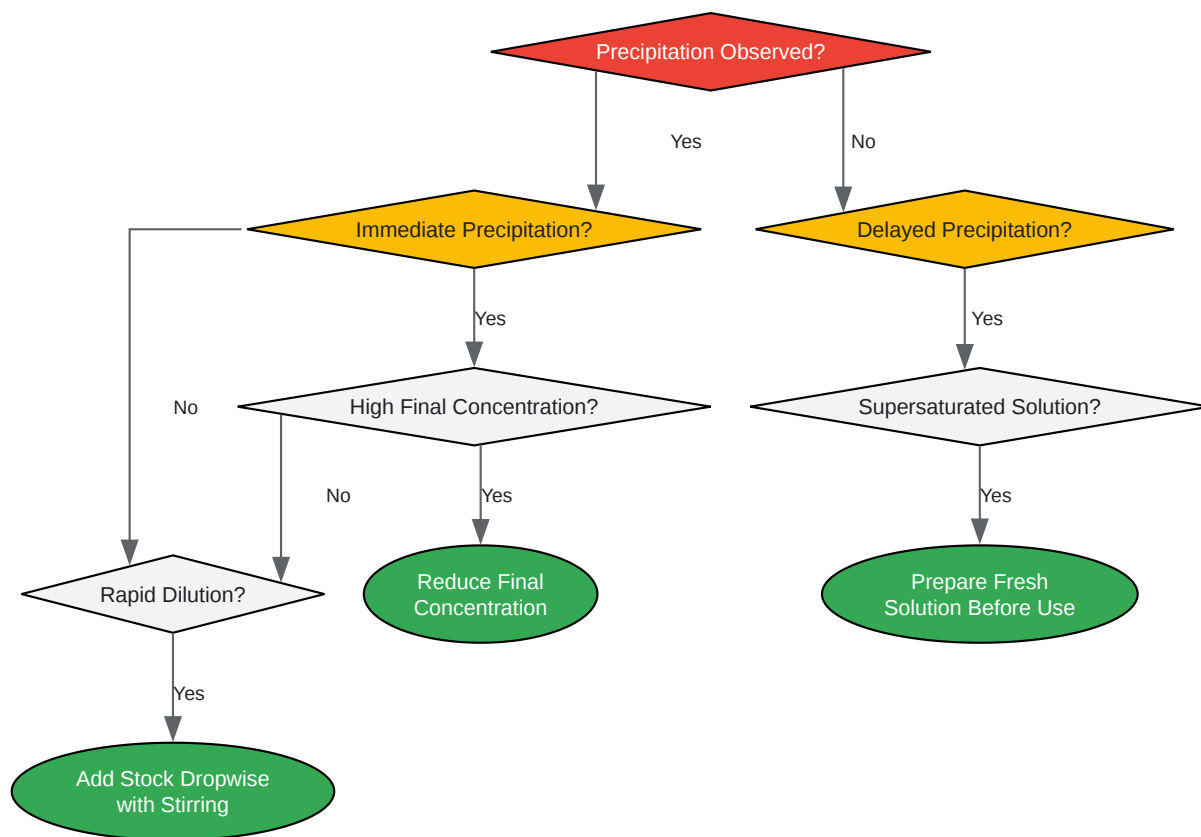 Precipitation Observed?
Yes
No
Immediate Precipitation?
Delayed Precipitation?
Yes
Yes
No
High Final Concentration?
Supersaturated Solution?
No
Yes
Yes
Rapid Dilution?
Reduce Final
Concentration
Prepare Fresh
Solution Before Use
Yes
Add Stock Dropwise
with Stirring